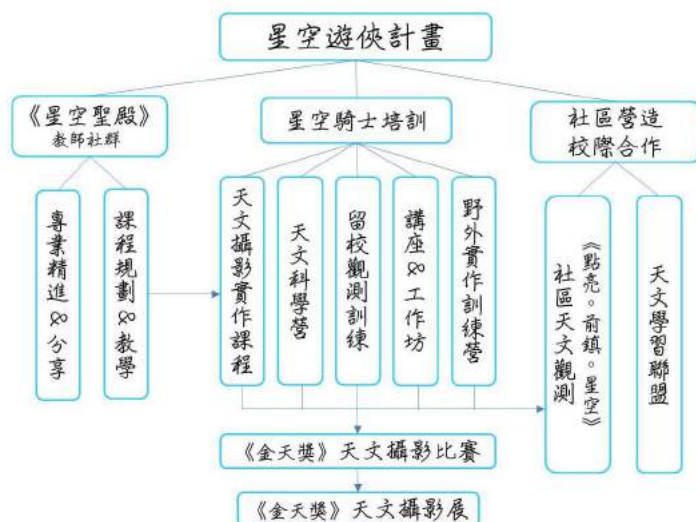 星空遊俠計畫
《星空聖殿》
教師社群
星空騎士培訓
社區營造
校際合作
專業精進&分享
課程規劃&教學
天文攝影實作課程
天文科學營
留校觀測訓練
講座&工作坊
野外實作訓練營
《點亮。前鎮。星空》
社區天文觀測
天文學習聯盟
《金天獎》天文攝影比賽
《金天獎》天文攝影展